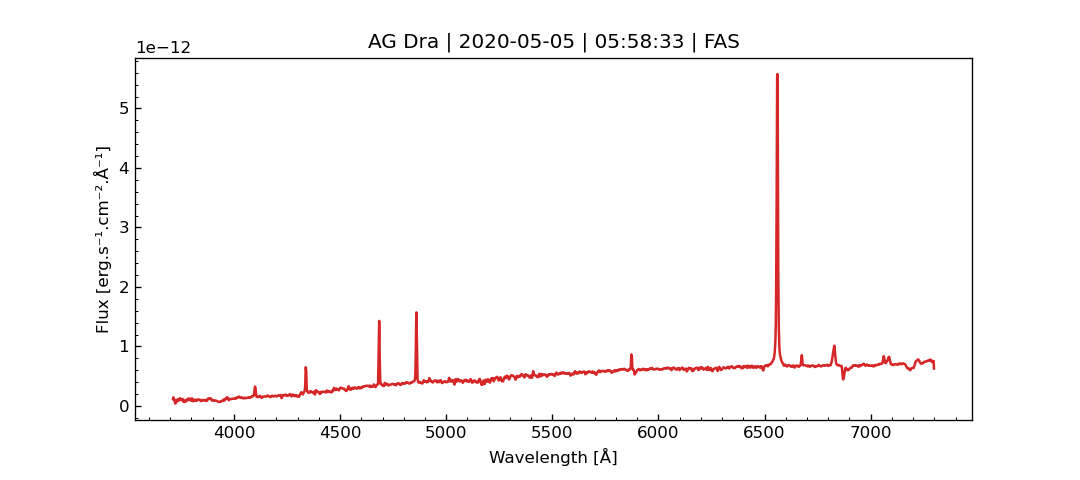 AG Dra | 2020-05-05 | 05:58:33 | FAS
1e−12
5
4
3
2
1
0
Flux [erg.s⁻¹.cm⁻².Å⁻¹]
4000 4500 5000 5500 6000 6500 7000
Wavelength [Å]